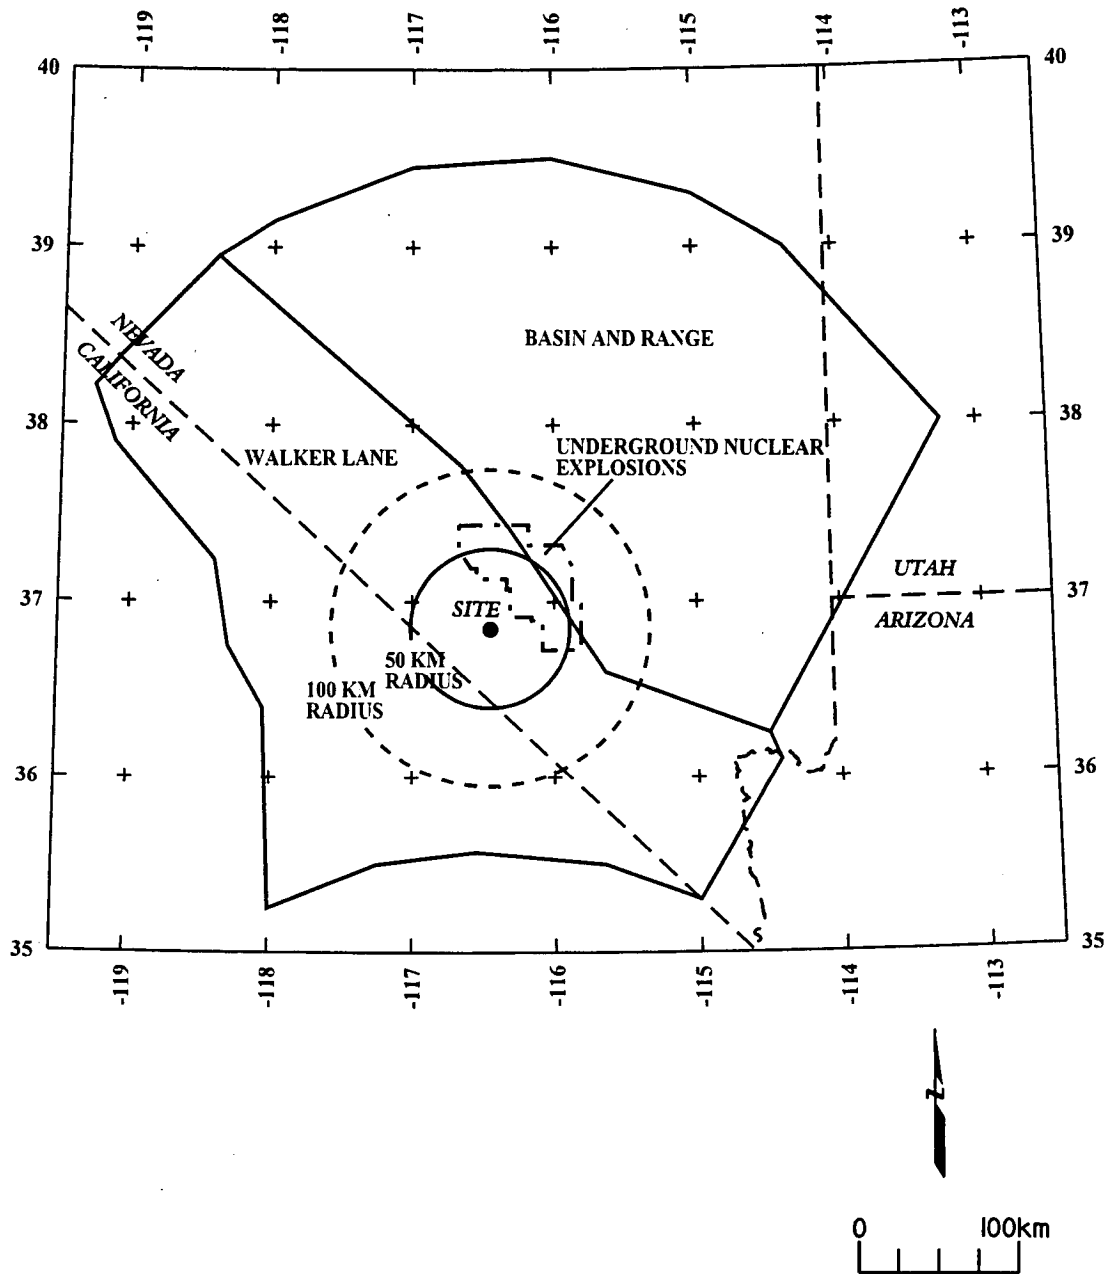 -119
-118
-117
-116
-115
-114
-113
40
40
39
39
NEVADA
CALIFORNIA
BASIN AND RANGE
38
38
WALKER LANE
UNDERGROUND NUCLEAR
EXPLOSIONS
37
37
UTAH
ARIZONA
SITE
50 KM
RADIUS
100 KM
RADIUS
36
36
35
35
-119
-118
-117
-116
-115
-114
-113
N
0 100km